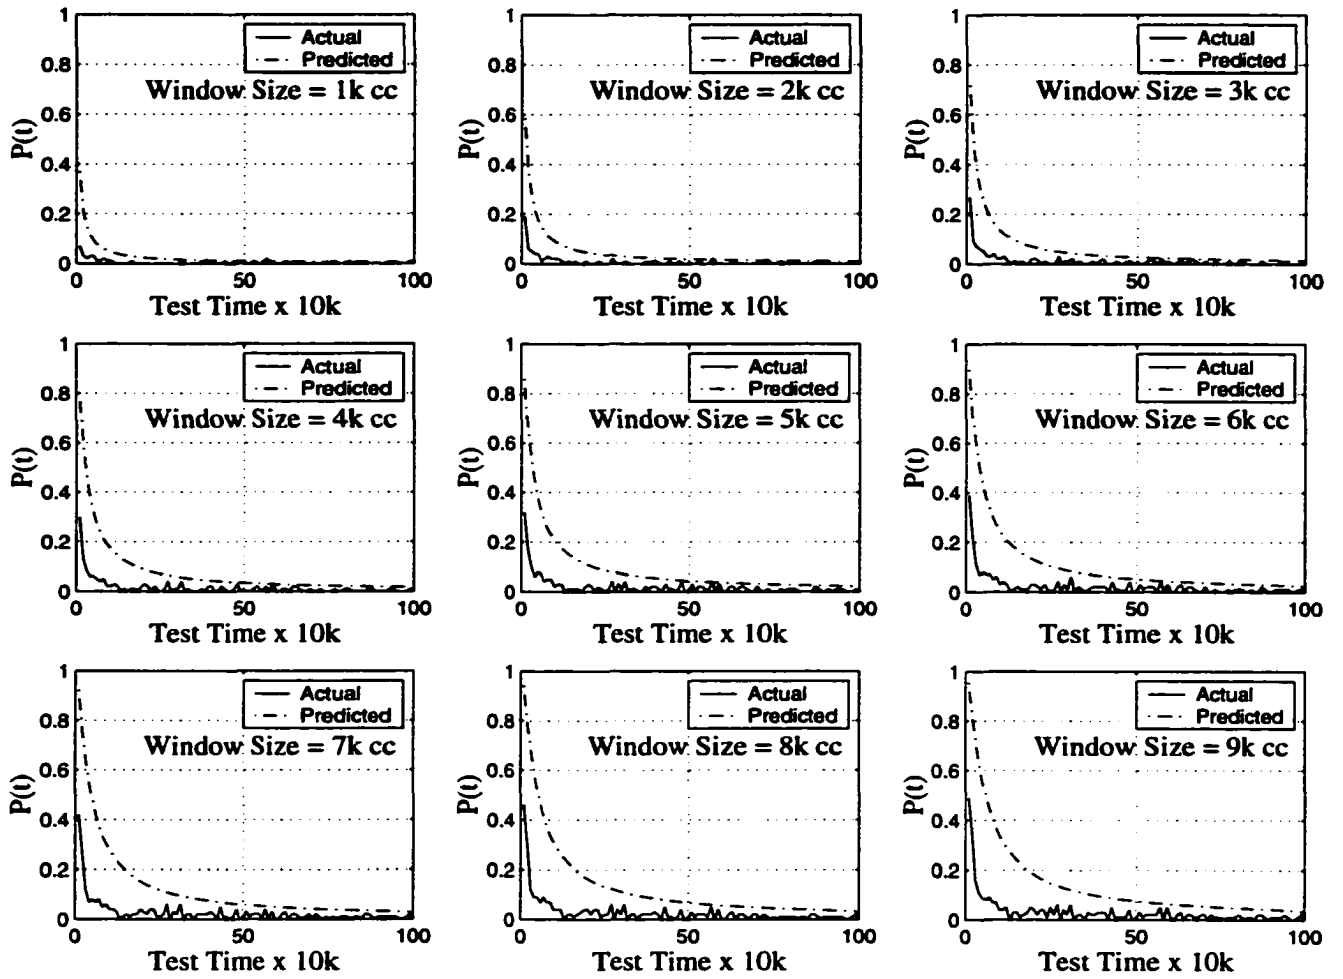 1
Actual
Predicted
0.8
Window Size = 1k cc
0.6
P(t)
0.4
0.2
0
0
50
100
Test Time x 10k
1
Actual
Predicted
0.8
Window Size = 2k cc
0.6
P(t)
0.4
0.2
0
0
50
100
Test Time x 10k
1
Actual
Predicted
0.8
Window Size = 3k cc
0.6
P(t)
0.4
0.2
0
0
50
100
Test Time x 10k
1
Actual
Predicted
0.8
Window Size = 4k cc
0.6
P(t)
0.4
0.2
0
0
50
100
Test Time x 10k
1
Actual
Predicted
0.8
Window Size = 5k cc
0.6
P(t)
0.4
0.2
0
0
50
100
Test Time x 10k
1
Actual
Predicted
0.8
Window Size = 6k cc
0.6
P(t)
0.4
0.2
0
0
50
100
Test Time x 10k
1
Actual
Predicted
0.8
Window Size = 7k cc
0.6
P(t)
0.4
0.2
0
0
50
100
Test Time x 10k
1
Actual
Predicted
0.8
Window Size = 8k cc
0.6
P(t)
0.4
0.2
0
0
50
100
Test Time x 10k
1
Actual
Predicted
0.8
Window Size = 9k cc
0.6
P(t)
0.4
0.2
0
0
50
100
Test Time x 10k